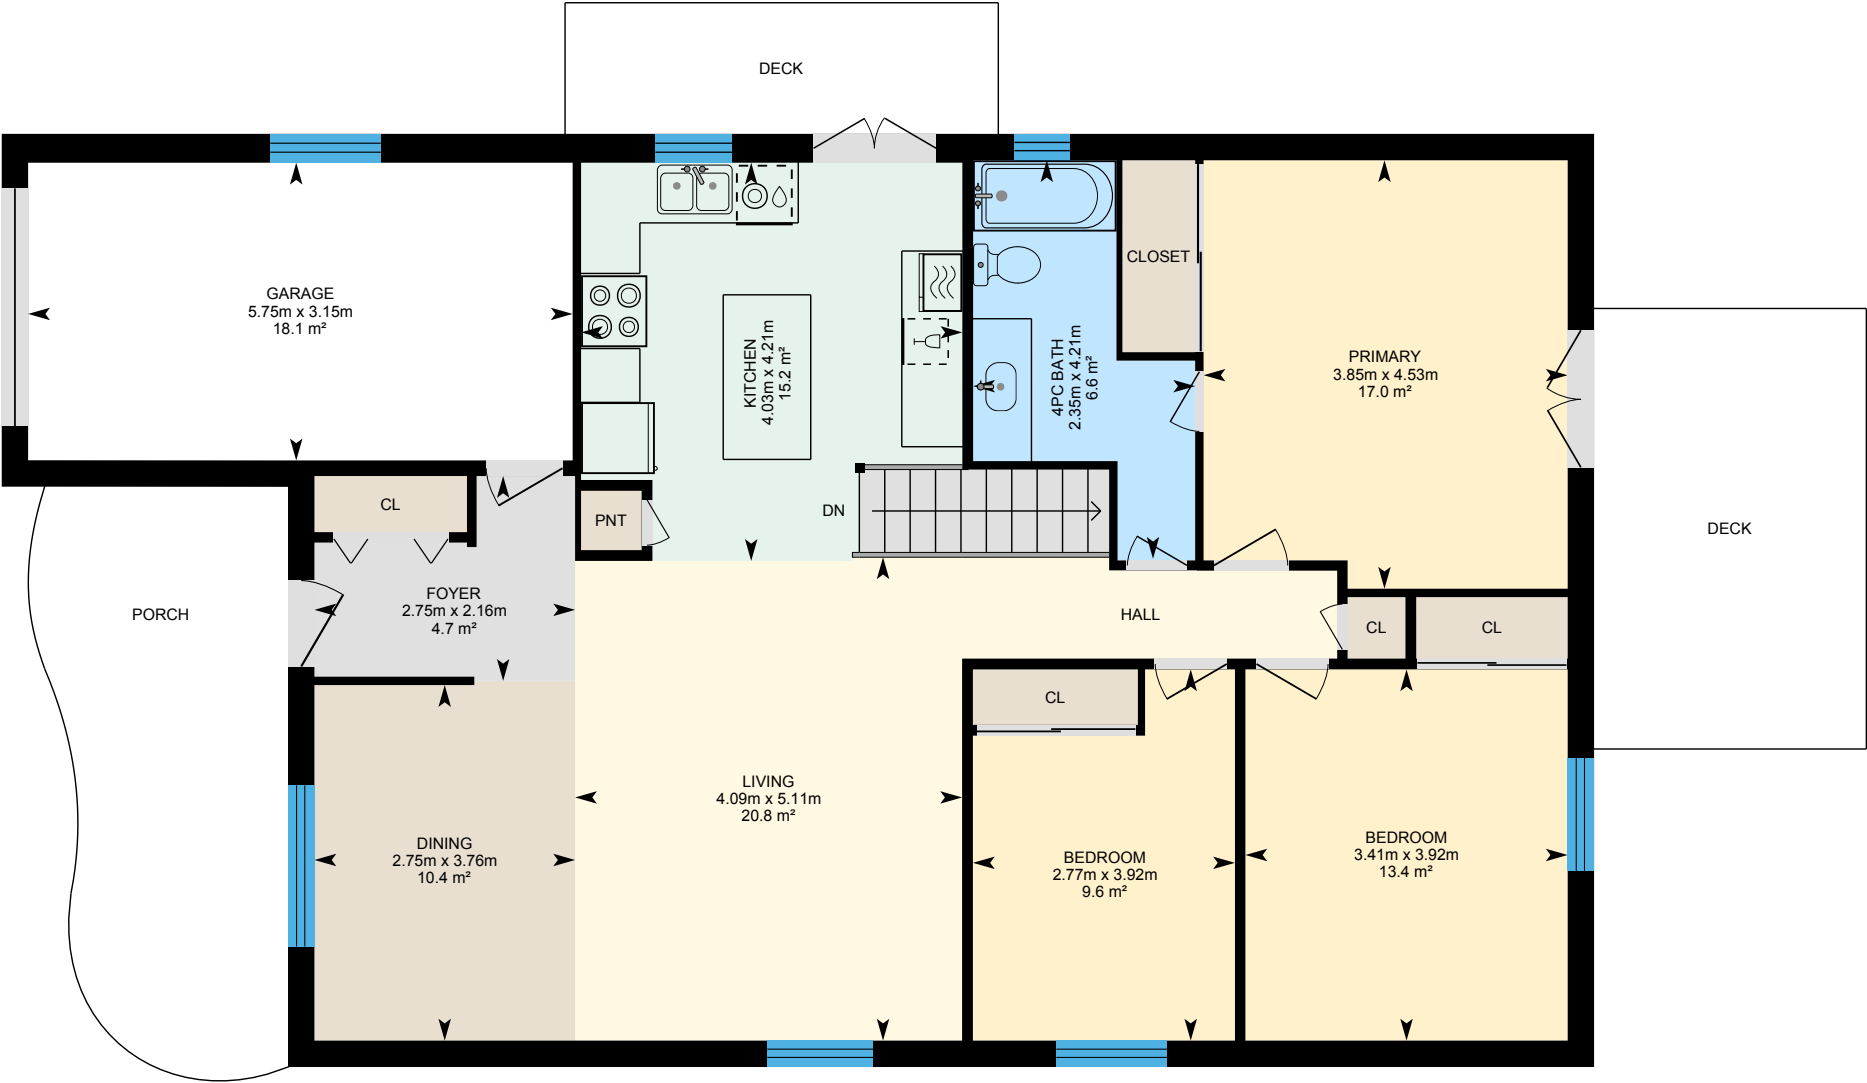 DECK
GARAGE
5.75m x 3.15m
18.1 m²
KITCHEN
4.03m x 4.21m
15.2 m²
4PC BATH
2.35m x 4.21m
6.6 m²
CLOSET
PRIMARY
3.85m x 4.53m
17.0 m²
CL
PNT
DN
DECK
PORCH
FOYER
2.75m x 2.16m
4.7 m²
HALL
CL
CL
CL
LIVING
4.09m x 5.11m
20.8 m²
DINING
2.75m x 3.76m
10.4 m²
BEDROOM
2.77m x 3.92m
9.6 m²
BEDROOM
3.41m x 3.92m
13.4 m²